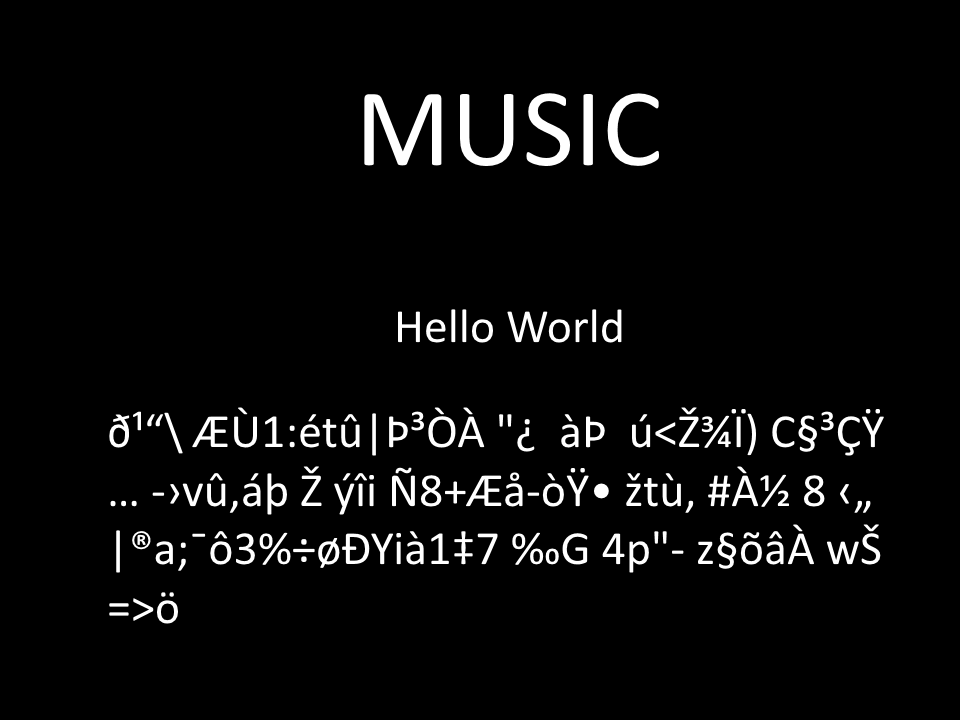 MUSIC
Hello World
ð¹“\ ÆÙ1:étû|Þ³ÒÀ "¿  àÞ  ú<Ž¾Ï) C§³ÇŸ
… -›vû,áþ Ž ýîi Ñ8+Æå-òŸ• žtù, #À½ 8 ‹„
|®a;¯ô3%÷øÐYià1‡7 ‰G 4p"- z§õâÀ wŠ
=>ö